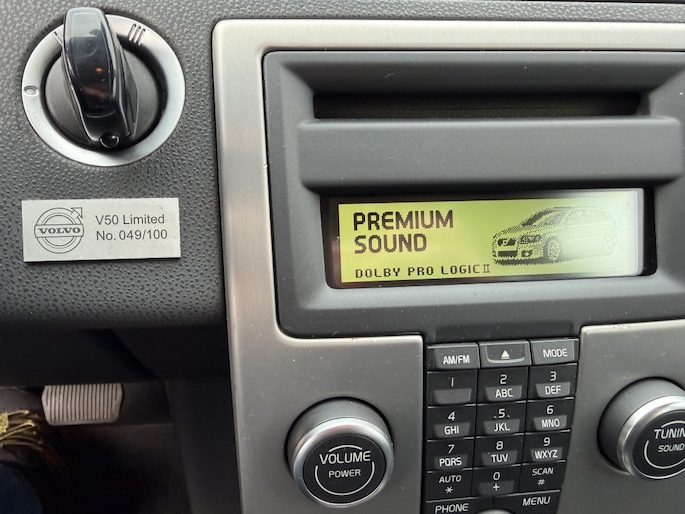 VOLVO
V50 Limited
No. 049/100
PREMIUM
SOUND
DOLBY PRO LOGIC II
AM/FM
MODE
1
2
ABC
3
DEF
4
GHI
5
JKL
6
MNO
7
PQRS
8
TUV
9
WXYZ
AUTO
*
0
+
SCAN
#
PHONE
MENU
VOLUME
POWER
TUNING
SOUND